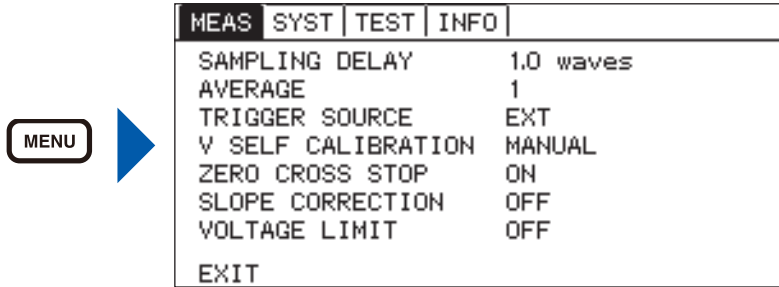 MENU
MEAS SYST TEST INFO
SAMPLING DELAY 1.0 waves
AVERAGE 1
TRIGGER SOURCE EXT
V SELF CALIBRATION MANUAL
ZERO CROSS STOP ON
SLOPE CORRECTION OFF
VOLTAGE LIMIT OFF
EXIT